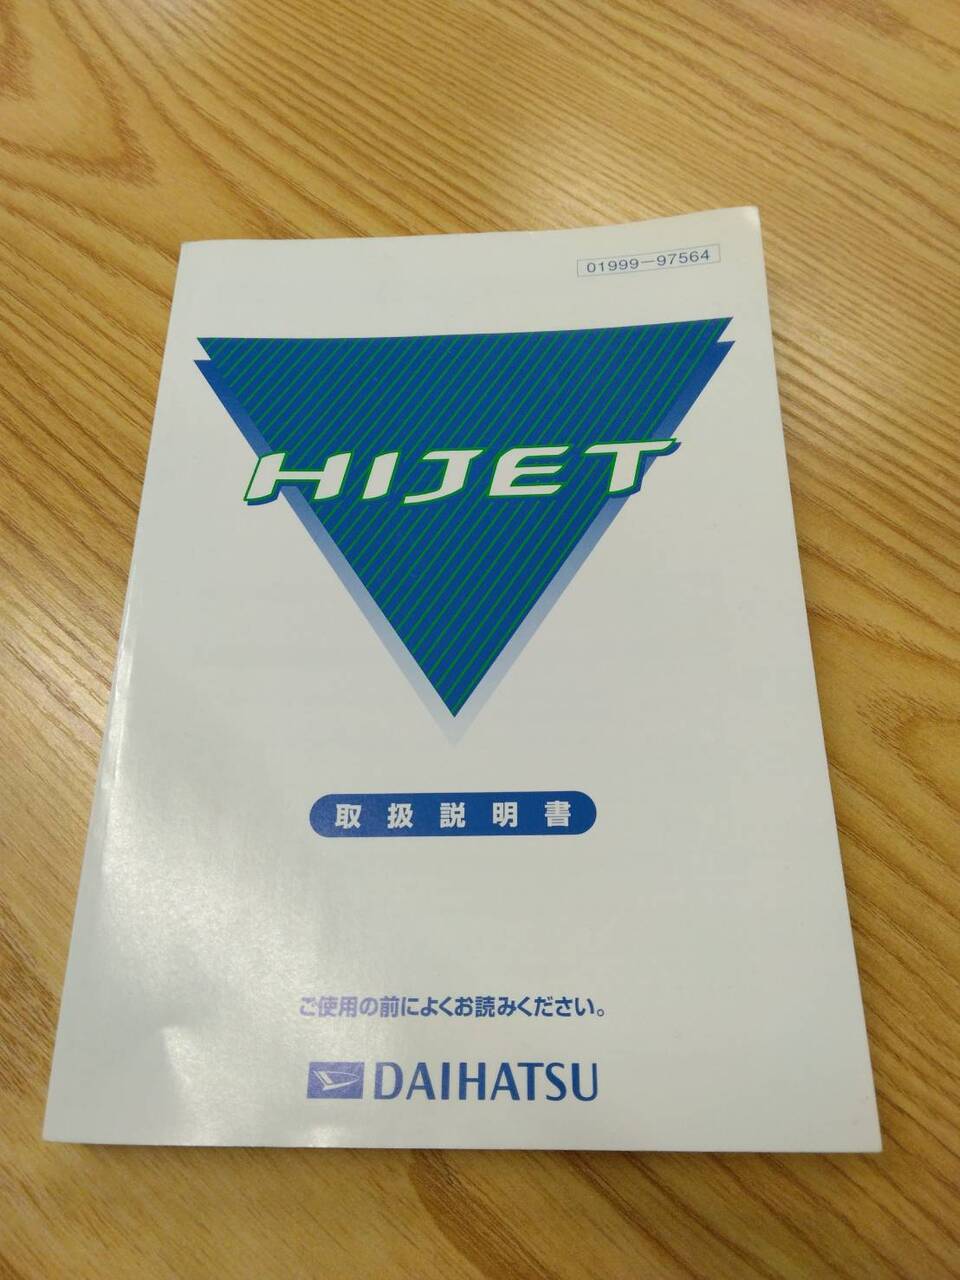 01999-97564
HIJET
取扱説明書
ご使用の前によくお読みください。
DAIHATSU